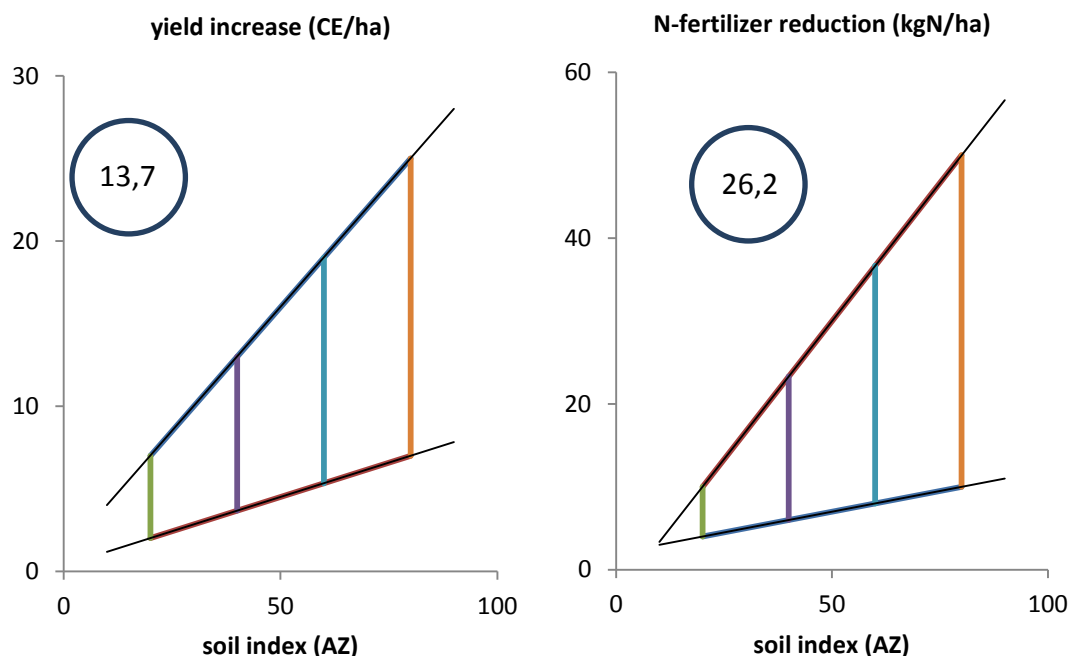 yield increase (CE/ha)
30
20
10
0
0 50 100
soil index (AZ)
13,7
N-fertilizer reduction (kgN/ha)
60
40
20
0
0 50 100
soil index (AZ)
26,2